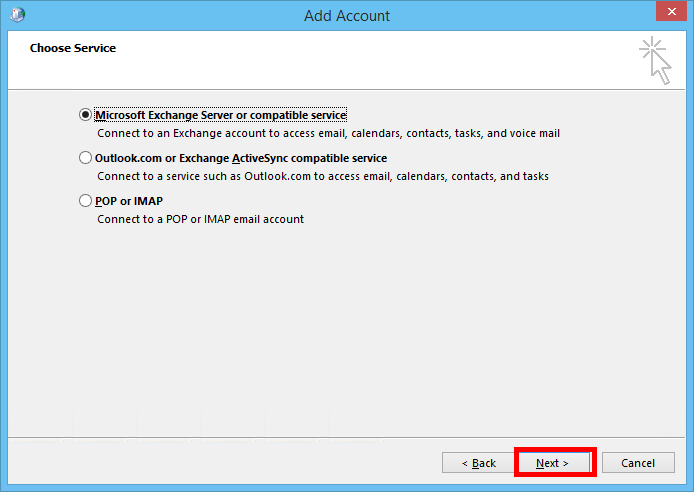 Add Account
Choose Service
Microsoft Exchange Server or compatible service
Connect to an Exchange account to access email, calendars, contacts, tasks, and voice mail
Outlook.com or Exchange ActiveSync compatible service
Connect to a service such as Outlook.com to access email, calendars, contacts, and tasks
POP or IMAP
Connect to a POP or IMAP email account
< Back Next > Cancel